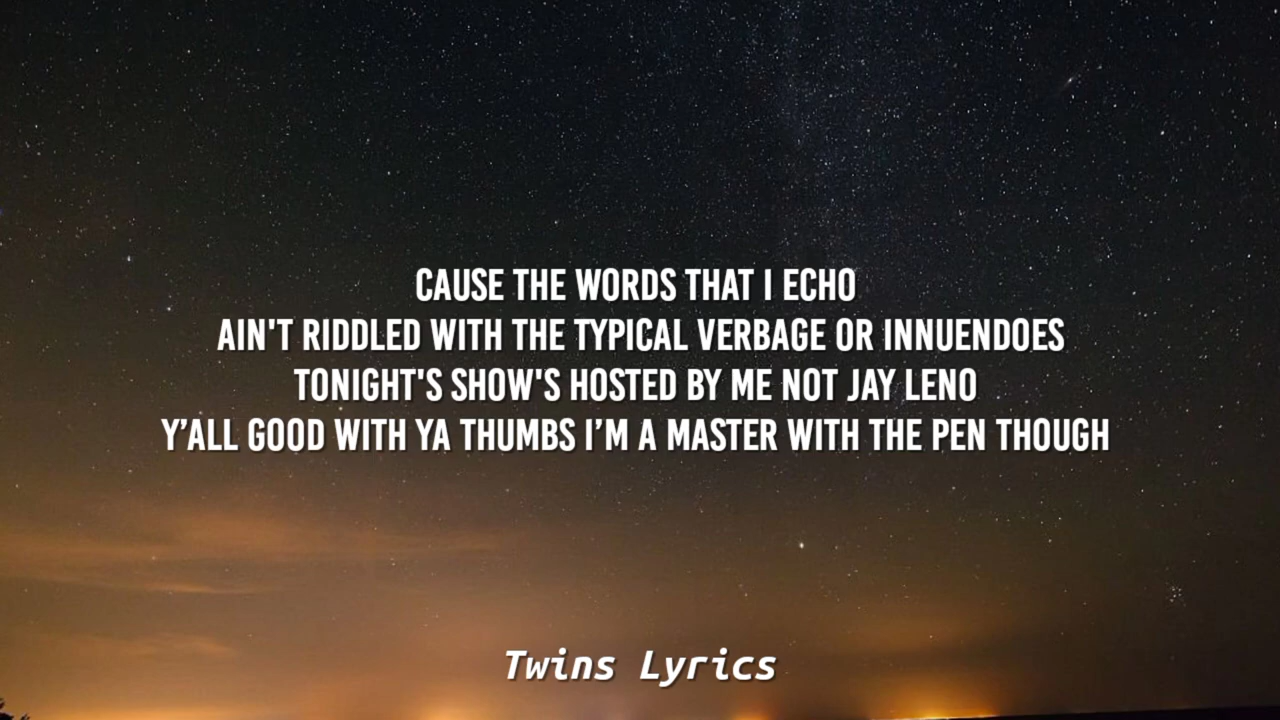 CAUSE THE WORDS THAT I ECHO
AIN'T RIDDLED WITH THE TYPICAL VERBAGE OR INNUENDOES
TONIGHT'S SHOW'S HOSTED BY ME NOT JAY LENO
Y’ALL GOOD WITH YA THUMBS I’M A MASTER WITH THE PEN THOUGH
Twins Lyrics